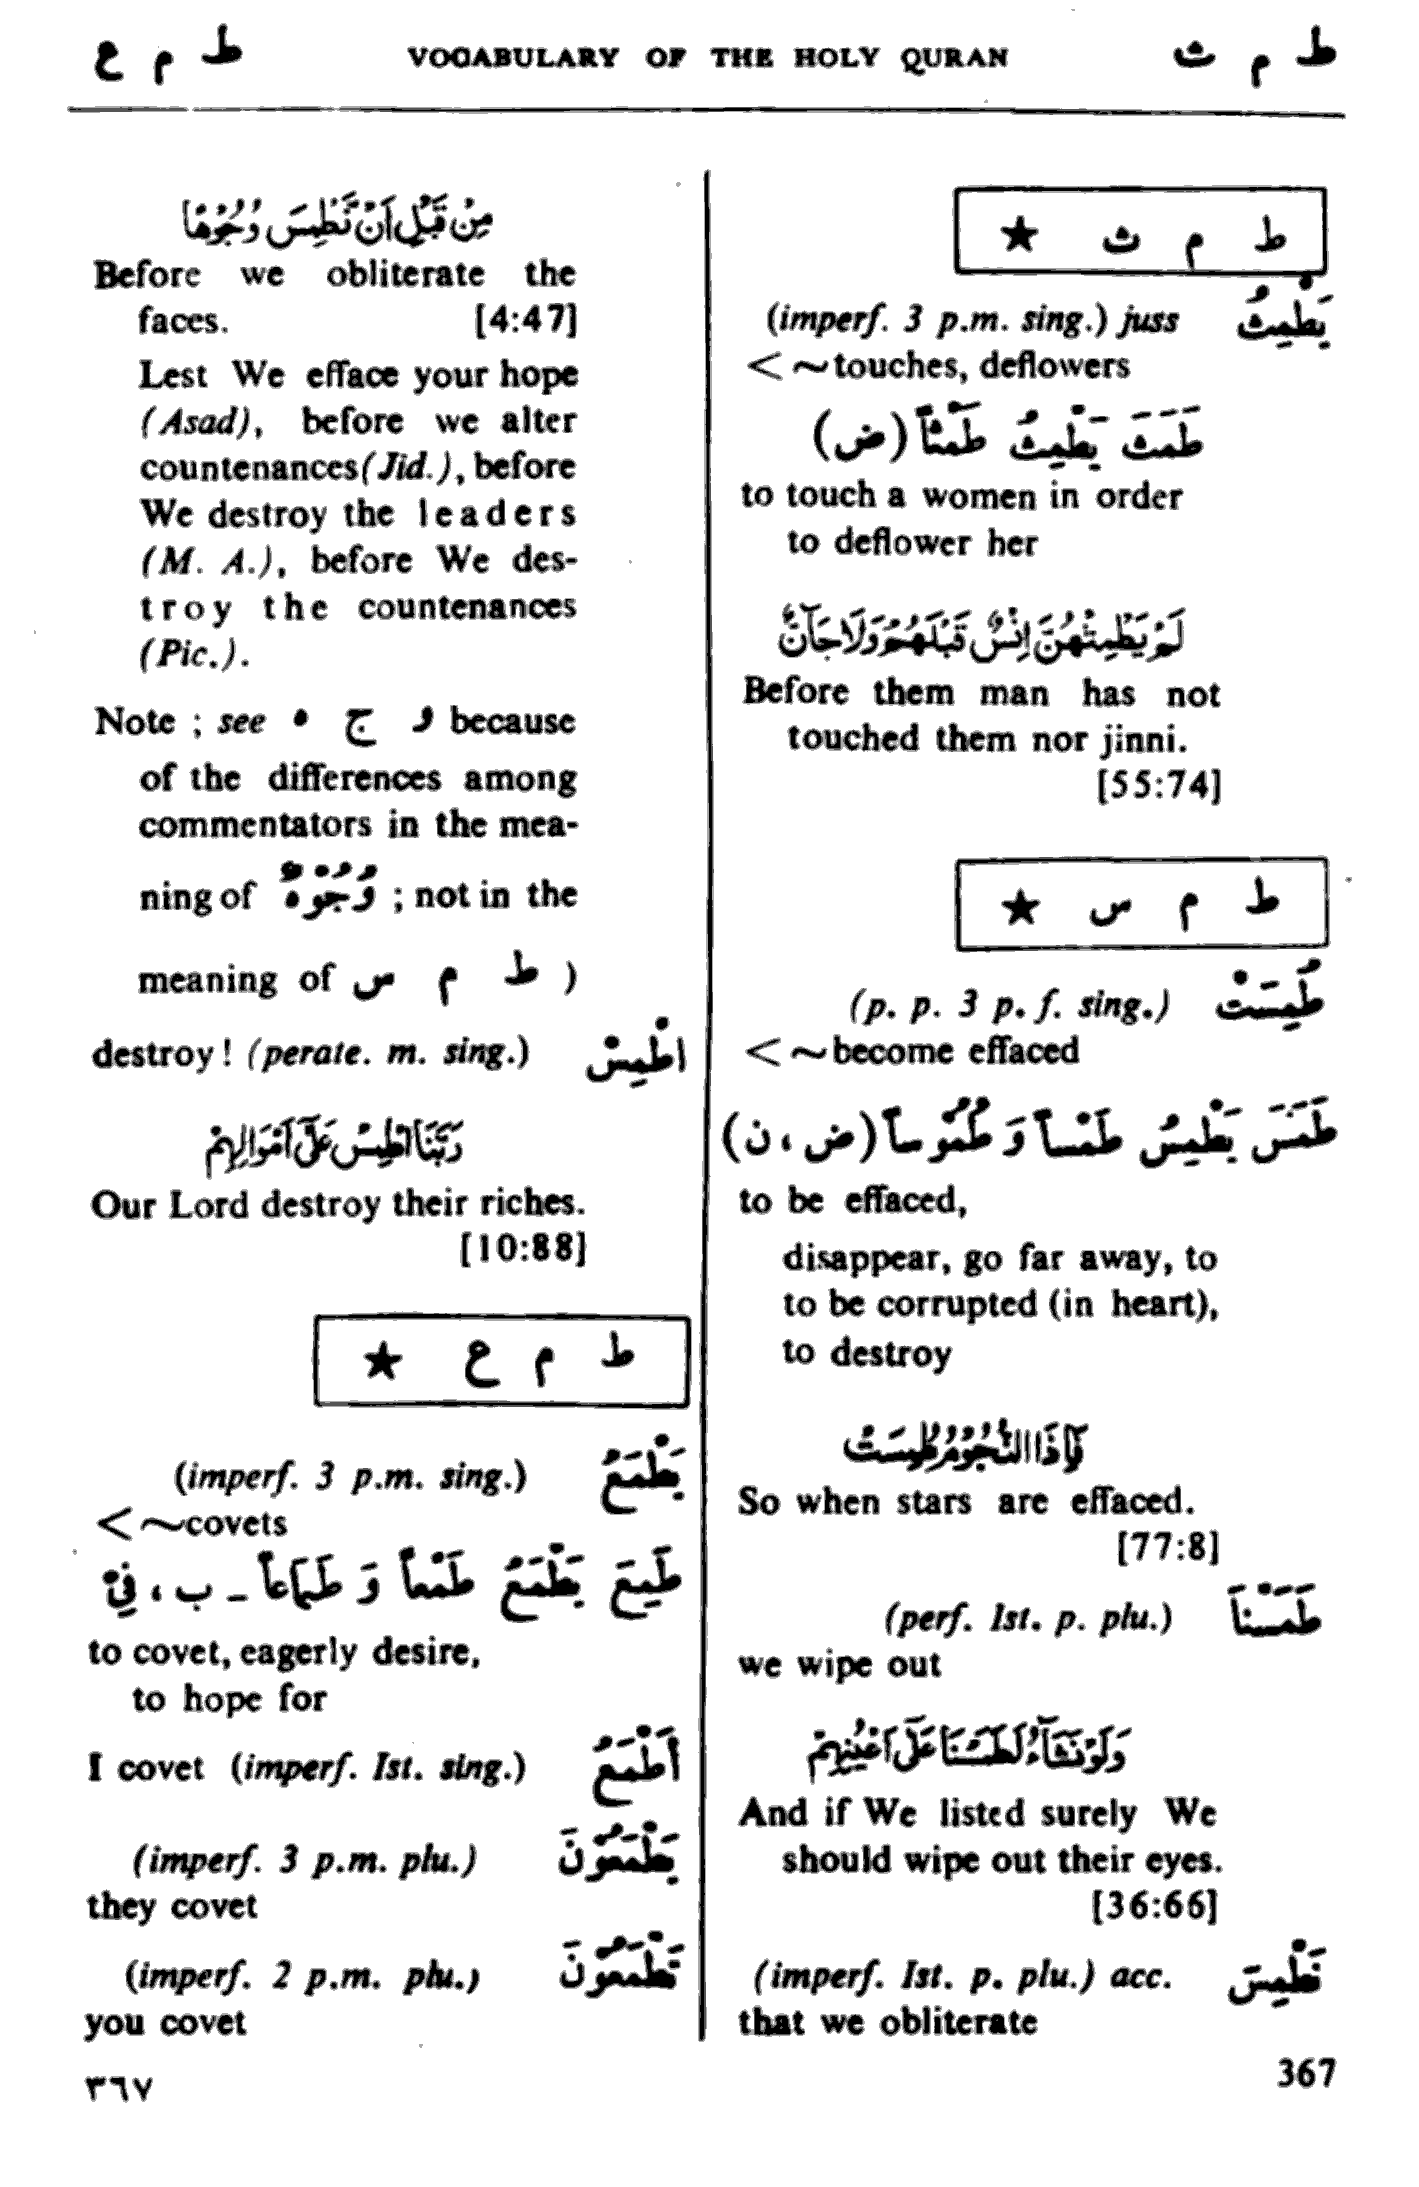 ط م ع VOCABULARY OF THE HOLY QURAN ط م ث
ط م ث ★
(imperf. 3 p.m. sing.) juss يَطْمِثُ
< ~ touches, deflowers
طَمَثَ يَطْمِثُ طَمْثاً (ض)
to touch a women in order
to deflower her
لَمْ يَطْمِثْهُنَّ اِنْسٌ قَبْلَهُمْ وَلَا جَآنٌّ
Before them man has not
touched them nor jinni.
[55:74]
ط م س ★
(p. p. 3 p. f. sing.) طُمِسَتْ
< ~ become effaced
طَمَسَ يَطْمِسُ طَمْساً وَ طُمُوساً (ض ، ن)
to be effaced,
disappear, go far away, to
to be corrupted (in heart),
to destroy
فَاِذَا النُّجُوْمُ طُمِسَتْ
So when stars are effaced.
[77:8]
(perf. Ist. p. plu.) طَمَسْنَا
we wipe out
وَلَوْ نَشَآءُ لَطَمَسْنَا عَلٰٓى اَعْيُنِهِمْ
And if We listed surely We
should wipe out their eyes.
[36:66]
(imperf. Ist. p. plu.) acc. نَطْمِسَ
that we obliterate
367
مِنْ قَبْلِ اَنْ نَّطْمِسَ وُجُوْهًا
Before we obliterate the
faces. [4:47]
Lest We efface your hope
(Asad), before we alter
countenances (Jid.), before
We destroy the leaders
(M. A.), before We des-
troy the countenances
(Pic.).
Note ; see و ج ه because
of the differences among
commentators in the mea-
ning of وُجُوْهٌ ; not in the
meaning of ط م س )
destroy ! (perate. m. sing.) اطْمِسْ
رَبَّنَا اطْمِسْ عَلٰٓى اَمْوَالِهِمْ
Our Lord destroy their riches.
[10:88]
ط م ع ★
(imperf. 3 p.m. sing.) يَطْمَعُ
< ~ covets
طَمِعَ يَطْمَعُ طَمْعاً وَ طَمَاعاً ـ ب ، فِيْ
to covet, eagerly desire,
to hope for
I covet (imperf. Ist. sing.) أَطْمَعُ
(imperf. 3 p.m. plu.) يَطْمَعُوْنَ
they covet
(imperf. 2 p.m. plu.) تَطْمَعُوْنَ
you covet
٣٦٧